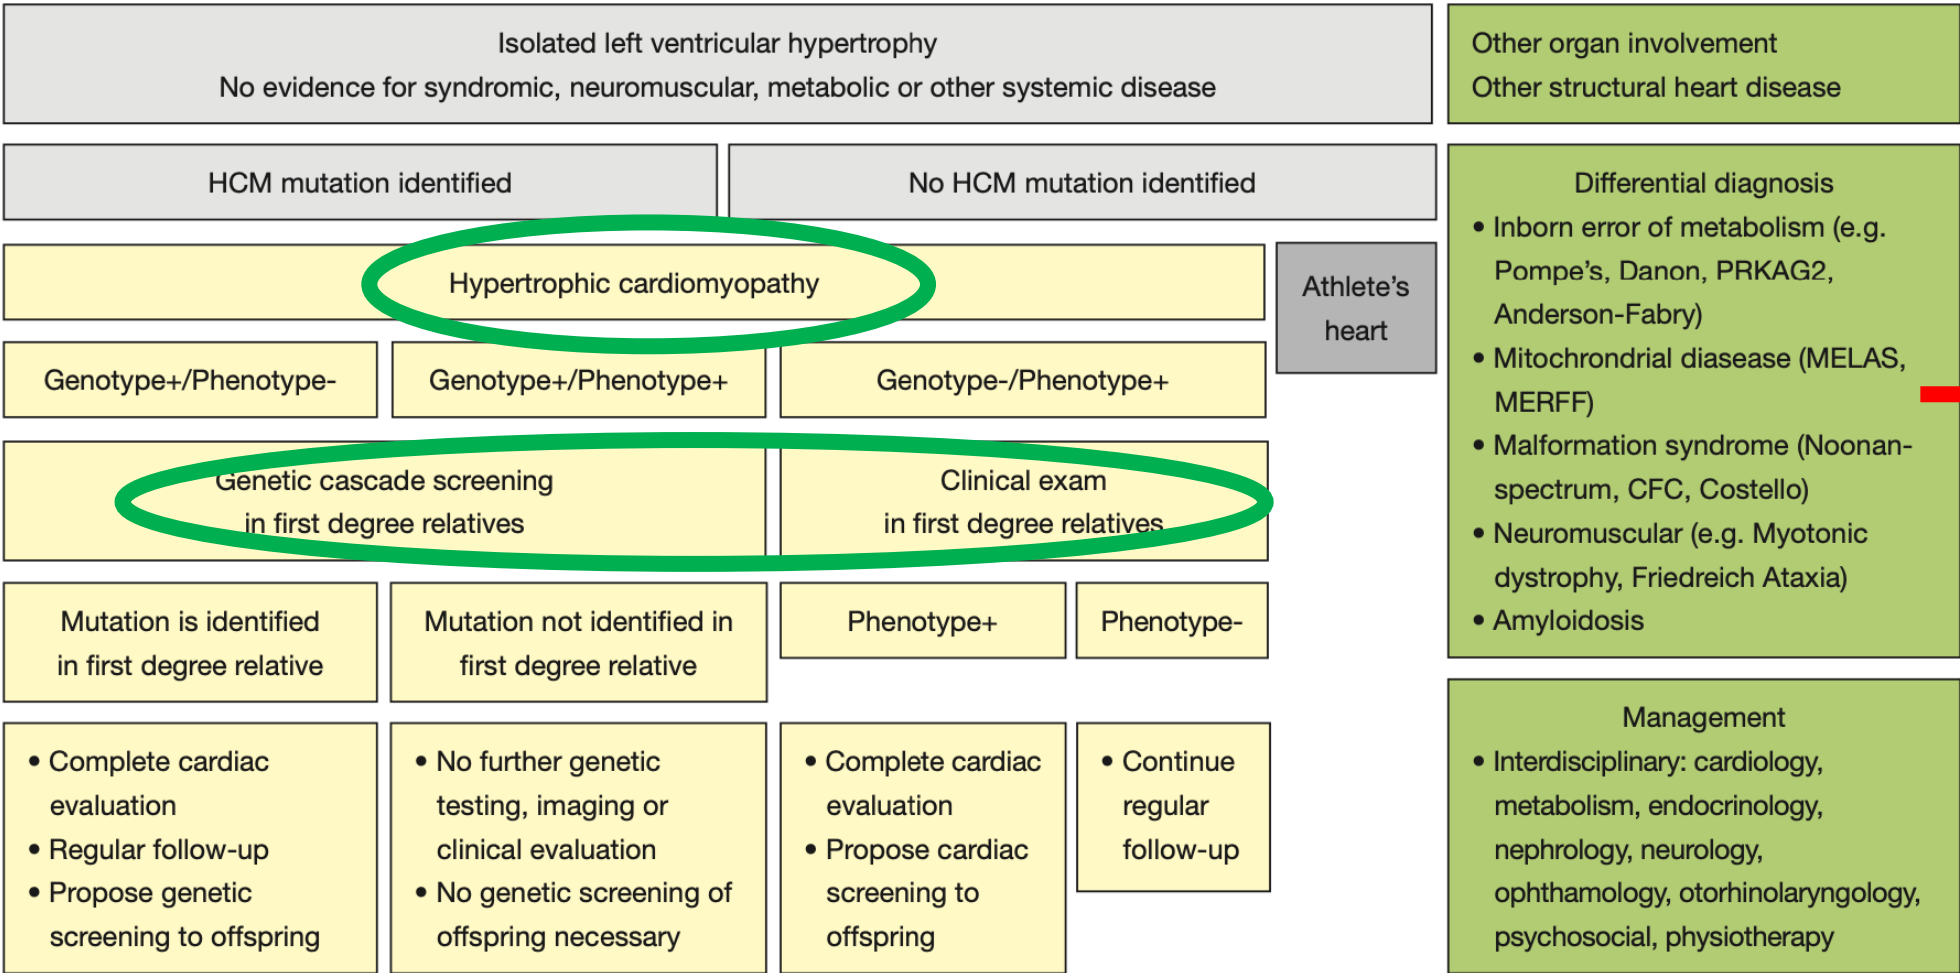 Isolated left ventricular hypertrophy
No evidence for syndromic, neuromuscular, metabolic or other systemic disease
Other organ involvement
Other structural heart disease
HCM mutation identified
No HCM mutation identified
Hypertrophic cardiomyopathy
Athlete's
heart
Genotype+/Phenotype-
Genotype+/Phenotype+
Genotype-/Phenotype+
Genetic cascade screening
in first degree relatives
Clinical exam
in first degree relatives
Mutation is identified
in first degree relative
Mutation not identified in
first degree relative
Phenotype+
Phenotype-
• Complete cardiac
evaluation
• Regular follow-up
• Propose genetic
screening to offspring
• No further genetic
testing, imaging or
clinical evaluation
• No genetic screening of
offspring necessary
• Complete cardiac
evaluation
• Propose cardiac
screening to
offspring
• Continue
regular
follow-up
Differential diagnosis
• Inborn error of metabolism (e.g.
Pompe's, Danon, PRKAG2,
Anderson-Fabry)
• Mitochrondrial diasease (MELAS,
MERFF)
• Malformation syndrome (Noonan-
spectrum, CFC, Costello)
• Neuromuscular (e.g. Myotonic
dystrophy, Friedreich Ataxia)
• Amyloidosis
Management
• Interdisciplinary: cardiology,
metabolism, endocrinology,
nephrology, neurology,
ophthamology, otorhinolaryngology,
psychosocial, physiotherapy